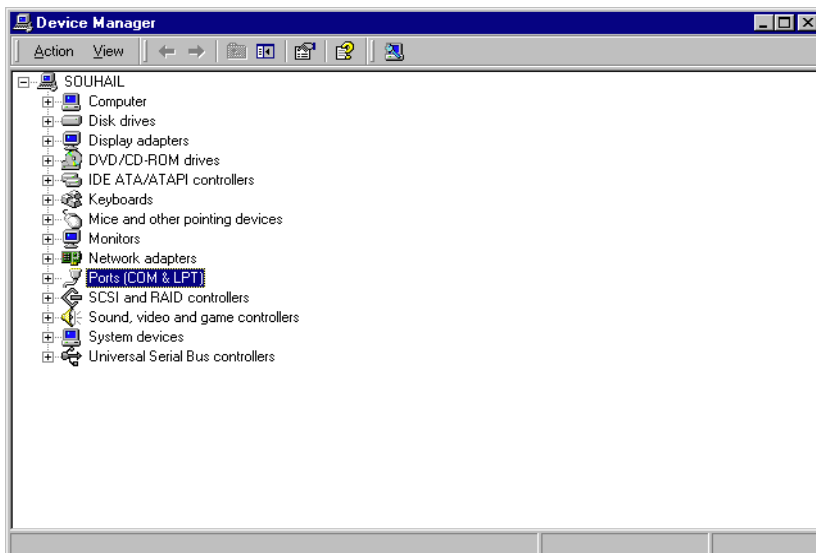 Device Manager
Action View
SOUHAIL
Computer
Disk drives
Display adapters
DVD/CD-ROM drives
IDE ATA/ATAPI controllers
Keyboards
Mice and other pointing devices
Monitors
Network adapters
Ports (COM & LPT)
SCSI and RAID controllers
Sound, video and game controllers
System devices
Universal Serial Bus controllers